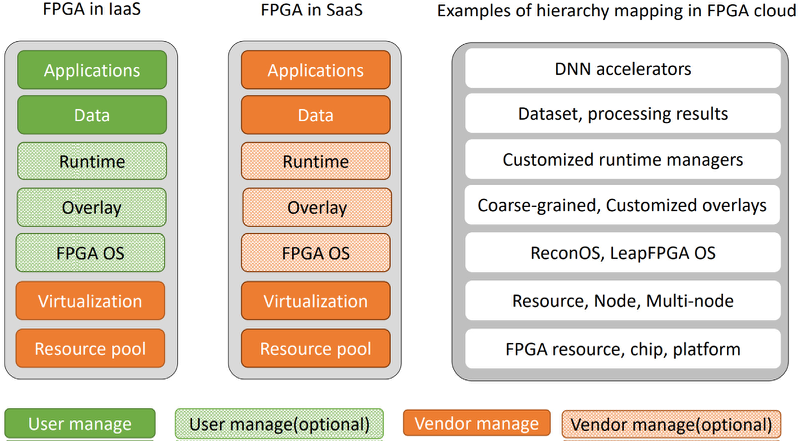 FPGA in IaaS
FPGA in SaaS
Examples of hierarchy mapping in FPGA cloud
Applications
Applications
DNN accelerators
Data
Data
Dataset, processing results
Runtime
Runtime
Customized runtime managers
Overlay
Overlay
Coarse-grained, Customized overlays
FPGA OS
FPGA OS
ReconOS, LeapFPGA OS
Virtualization
Virtualization
Resource, Node, Multi-node
Resource pool
Resource pool
FPGA resource, chip, platform
User manage
User manage(optional)
Vendor manage
Vendor manage(optional)